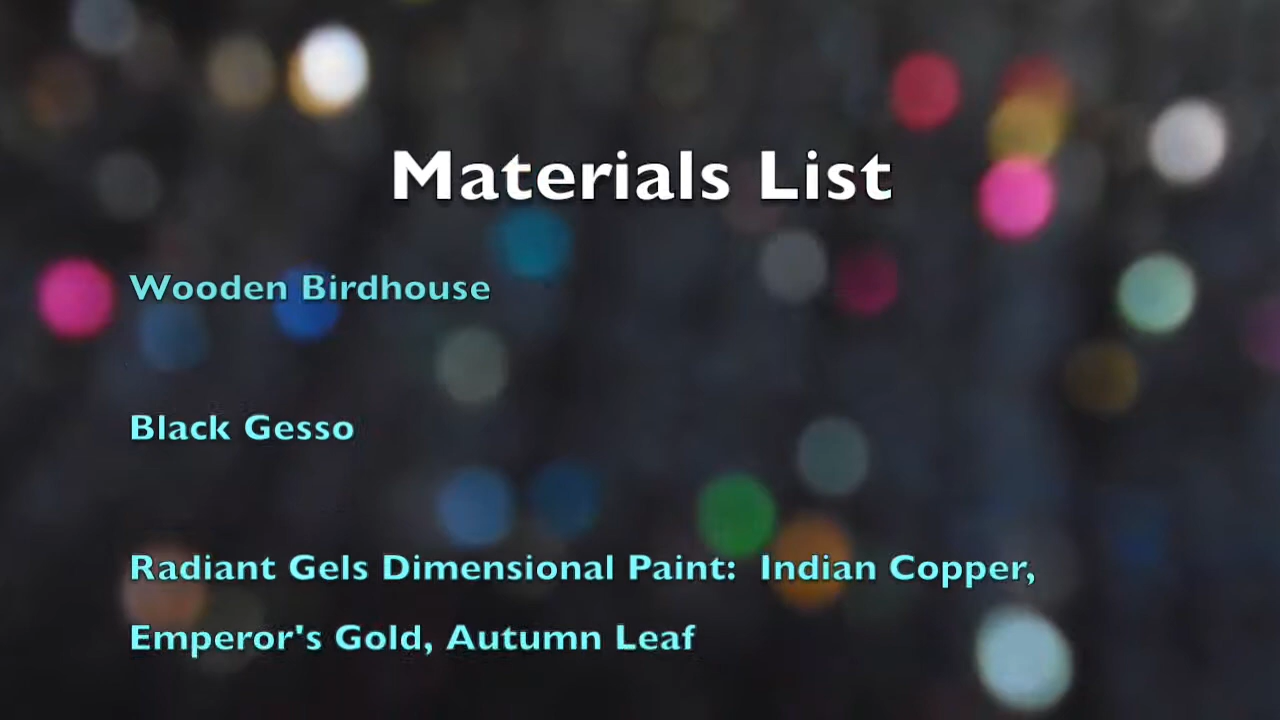 Materials List
Wooden Birdhouse
Black Gesso
Radiant Gels Dimensional Paint:  Indian Copper,
Emperor's Gold, Autumn Leaf